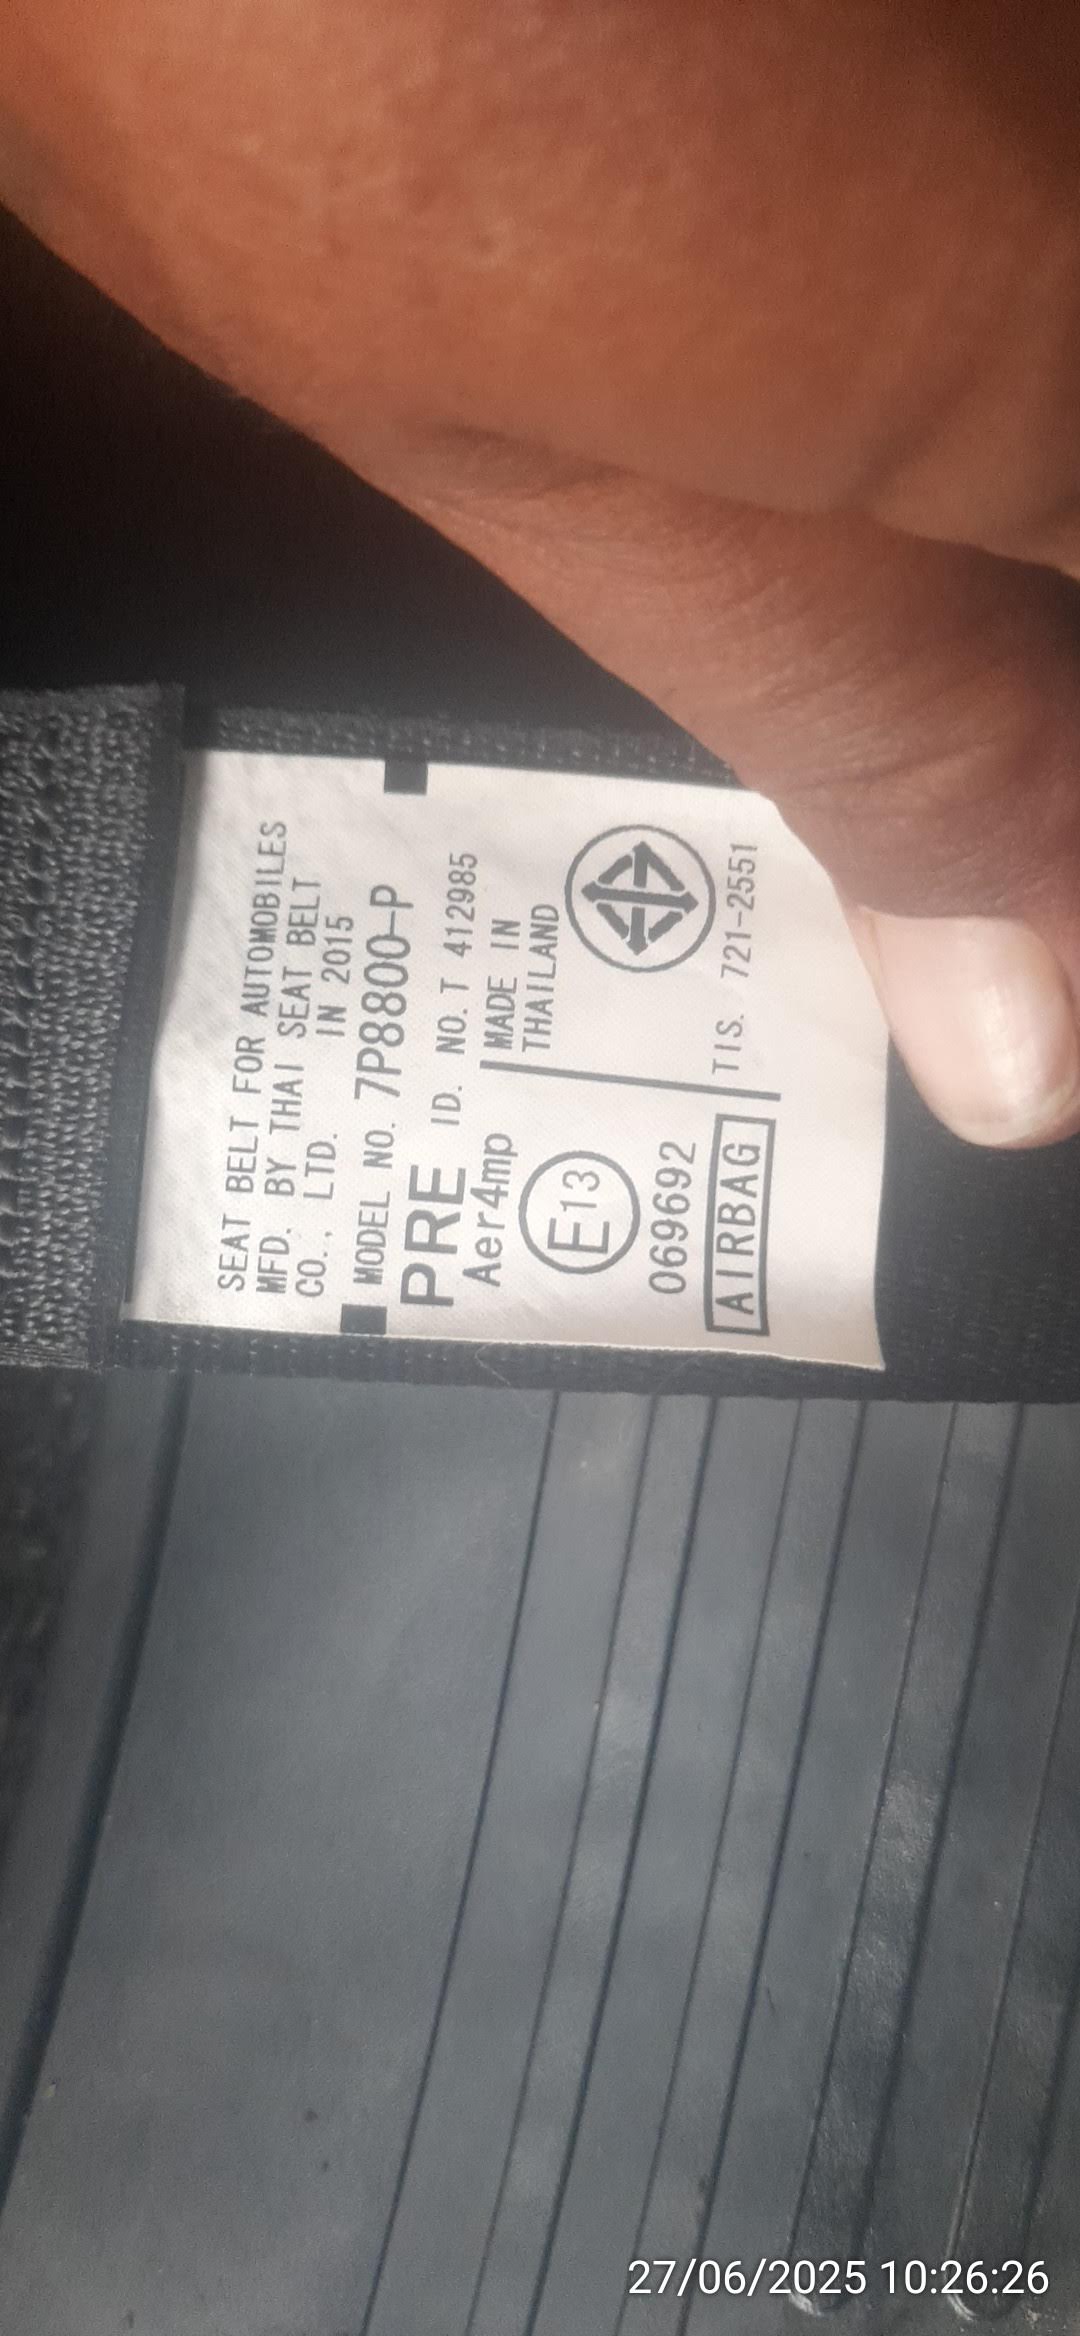 SEAT BELT FOR AUTOMOBILES
MFD. BY THAI SEAT BELT
CO., LTD. IN 2015
MODEL NO. 7P8800-P
PRE ID. NO. T 412985
Aer4mp
MADE IN
THAILAND
E13
069692
AIRBAG
TIS. 721-2551
27/06/2025 10:26:26